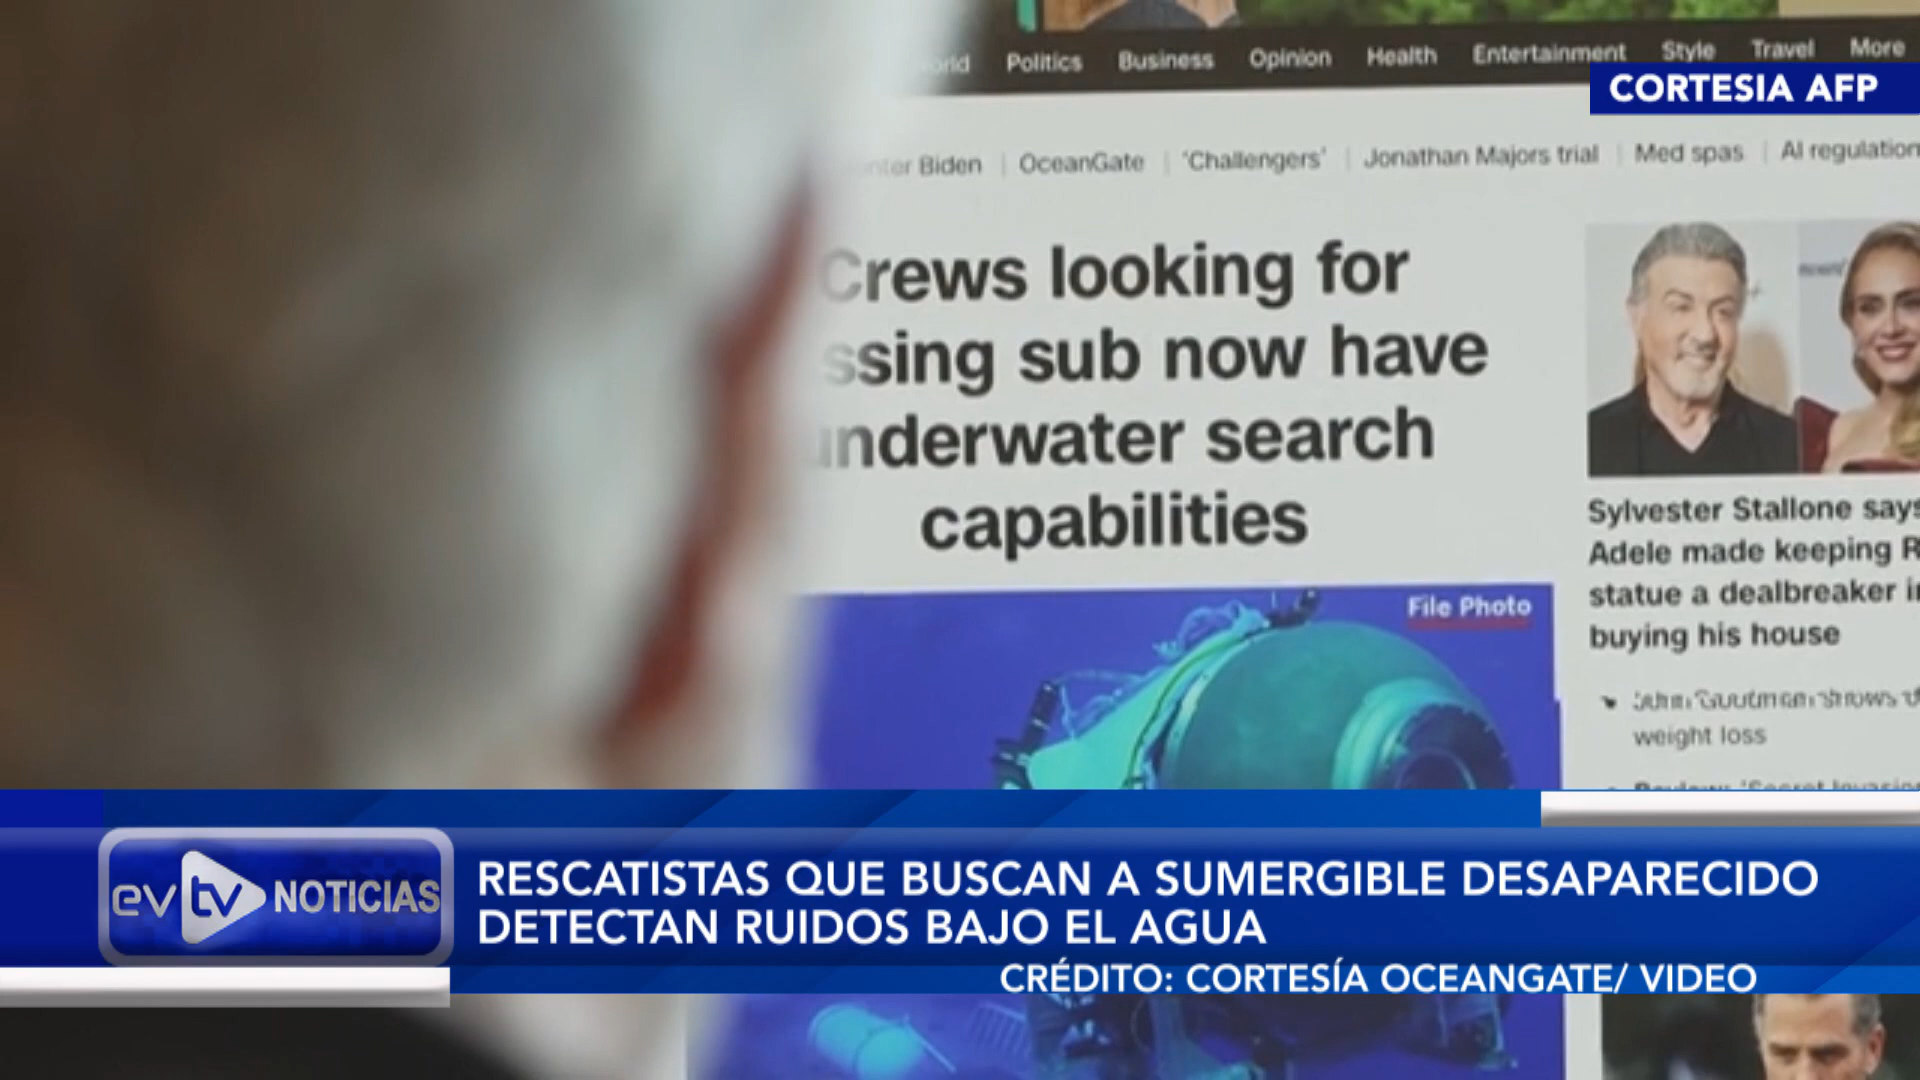 Politics Business Opinion Health Entertainment Style Travel More
CORTESIA AFP
Biden | OceanGate | 'Challengers' | Jonathan Majors trial | Med spas | AI regulation
Crews looking for
sub now have
underwater search
capabilities
File Photo
Sylvester Stallone says
Adele made keeping R
statue a dealbreaker
buying his house
weight loss
evtv NOTICIAS
RESCATISTAS QUE BUSCAN A SUMERGIBLE DESAPARECIDO
DETECTAN RUIDOS BAJO EL AGUA
CRÉDITO: CORTESÍA OCEANGATE/ VIDEO